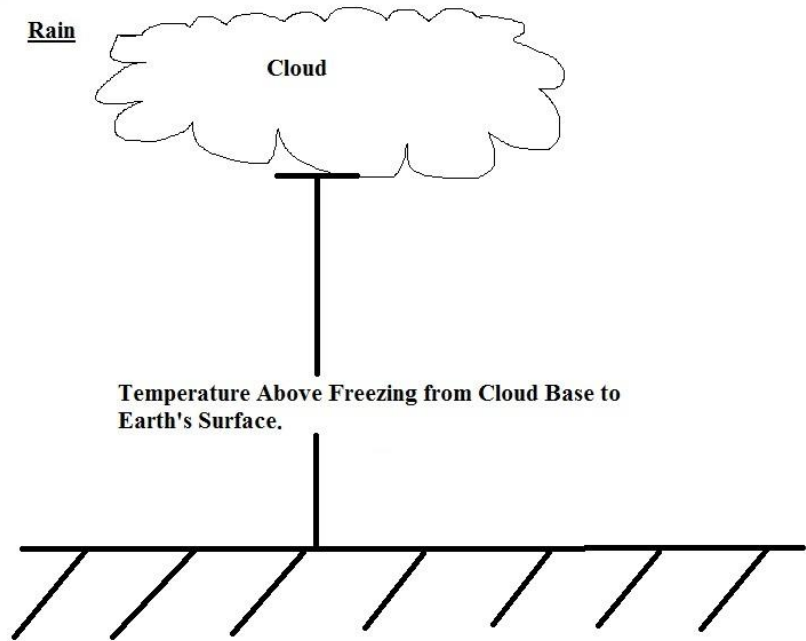 Rain
Cloud
Temperature Above Freezing from Cloud Base to
Earth's Surface.